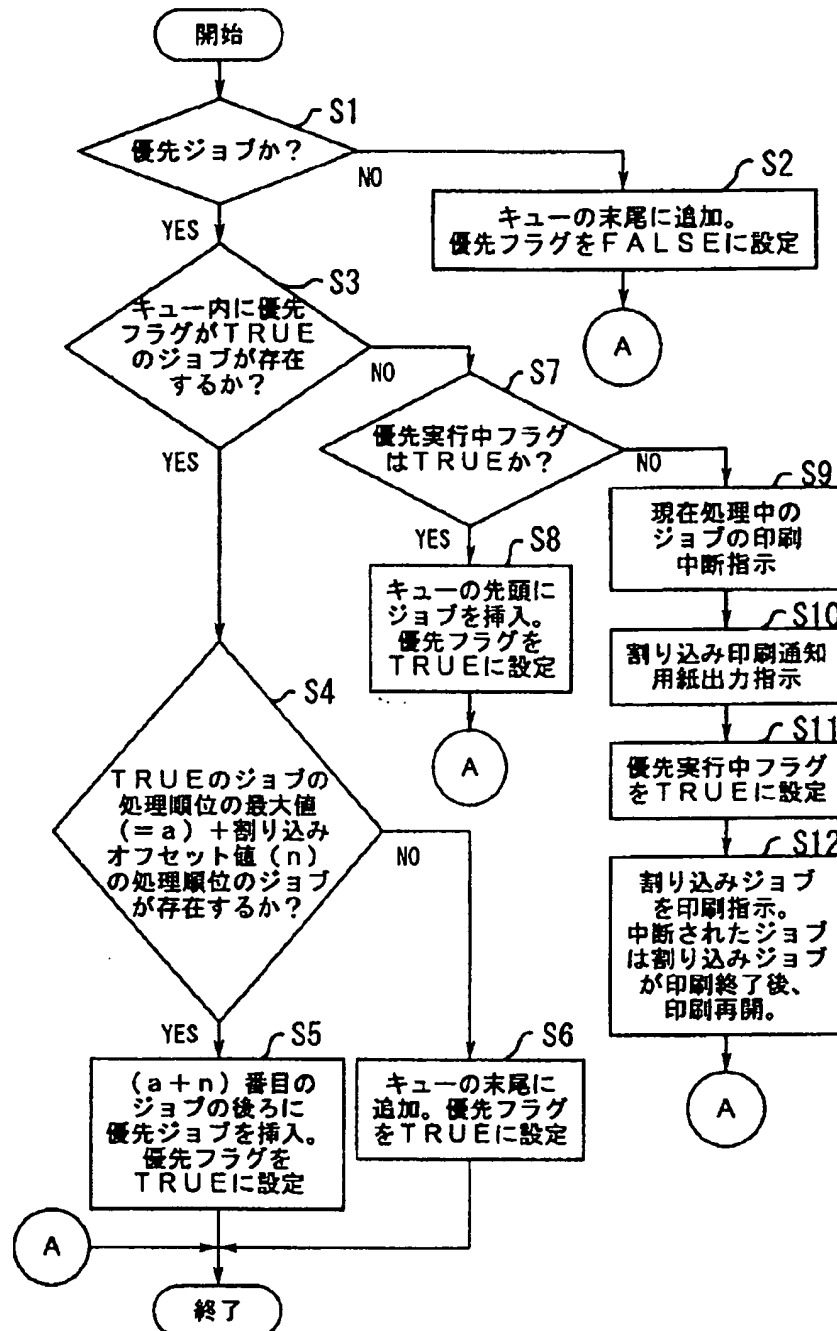 開始
S1
優先ジョブか？
NO
YES
S2
キューの末尾に追加。
優先フラグをFALSEに設定
A
S3
キュー内に優先
フラグがTRUE
のジョブが存在
するか？
NO
YES
S7
優先実行中フラグ
はTRUEか？
NO
YES
S8
キューの先頭に
ジョブを挿入。
優先フラグを
TRUEに設定
A
S9
現在処理中の
ジョブの印刷
中断指示
S10
割り込み印刷通知
用紙出力指示
S11
優先実行中フラグ
をTRUEに設定
S12
割り込みジョブ
を印刷指示。
中断されたジョブ
は割り込みジョブ
が印刷終了後、
印刷再開。
A
S4
TRUEのジョブの
処理順位の最大値
（＝a）＋割り込み
オフセット値（n）
の処理順位のジョブ
が存在するか？
NO
YES
S5
（a＋n）番目の
ジョブの後ろに
優先ジョブを挿入。
優先フラグを
TRUEに設定
S6
キューの末尾に
追加。優先フラグ
をTRUEに設定
A
終了